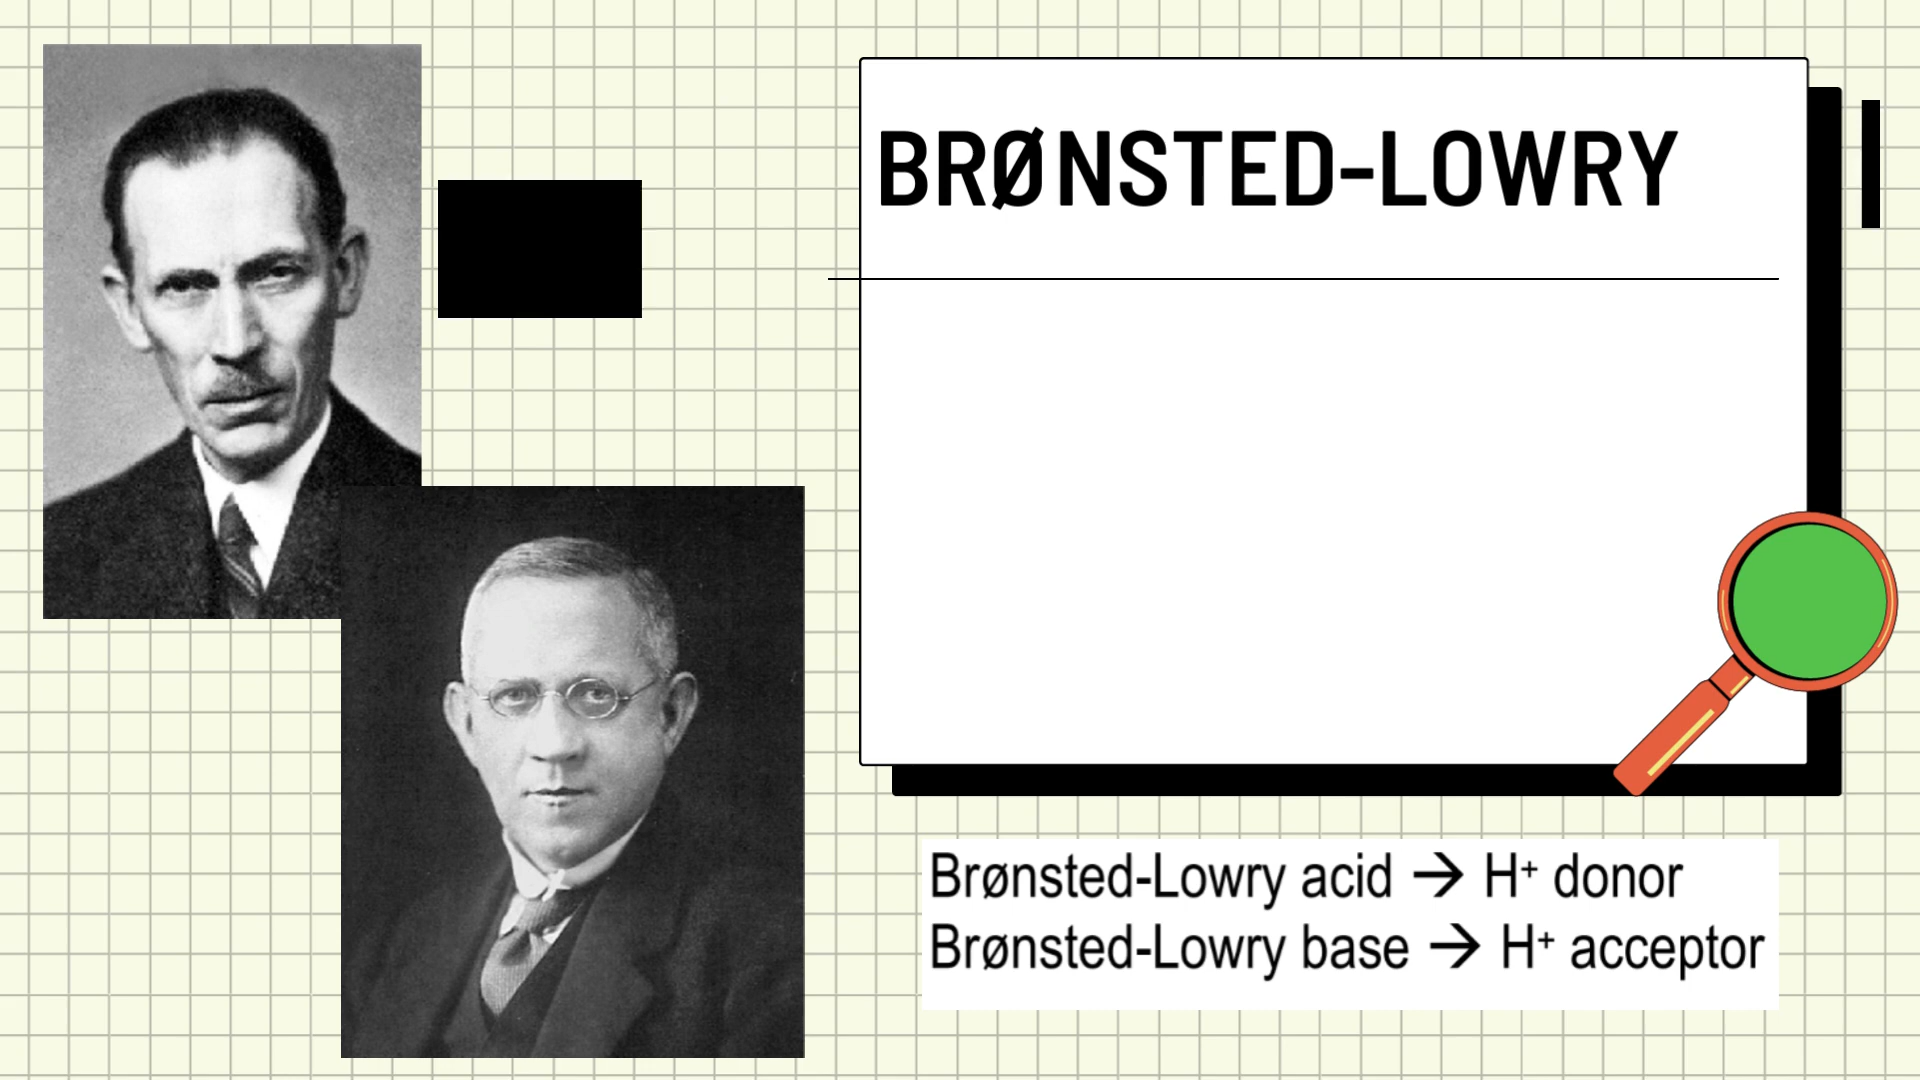 BRØNSTED-LOWRY
Brønsted-Lowry acid → H⁺ donor
Brønsted-Lowry base → H⁺ acceptor